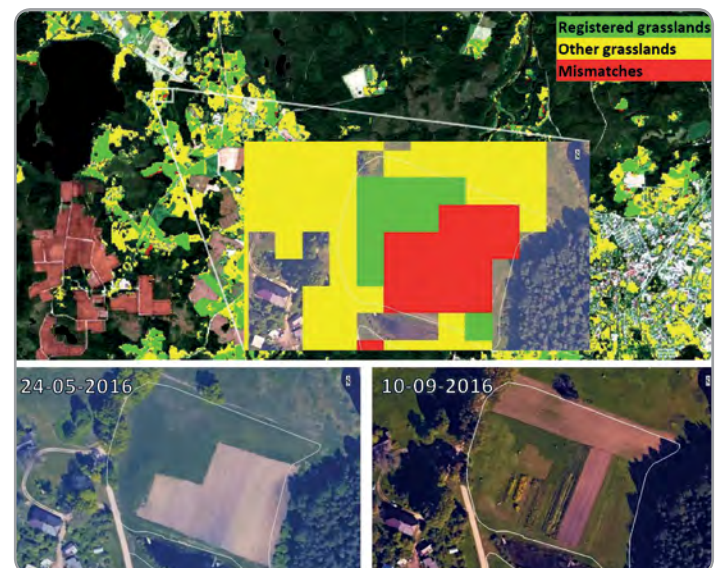 Registered grasslands
Other grasslands
Mismatches
24-05-2016
10-09-2016